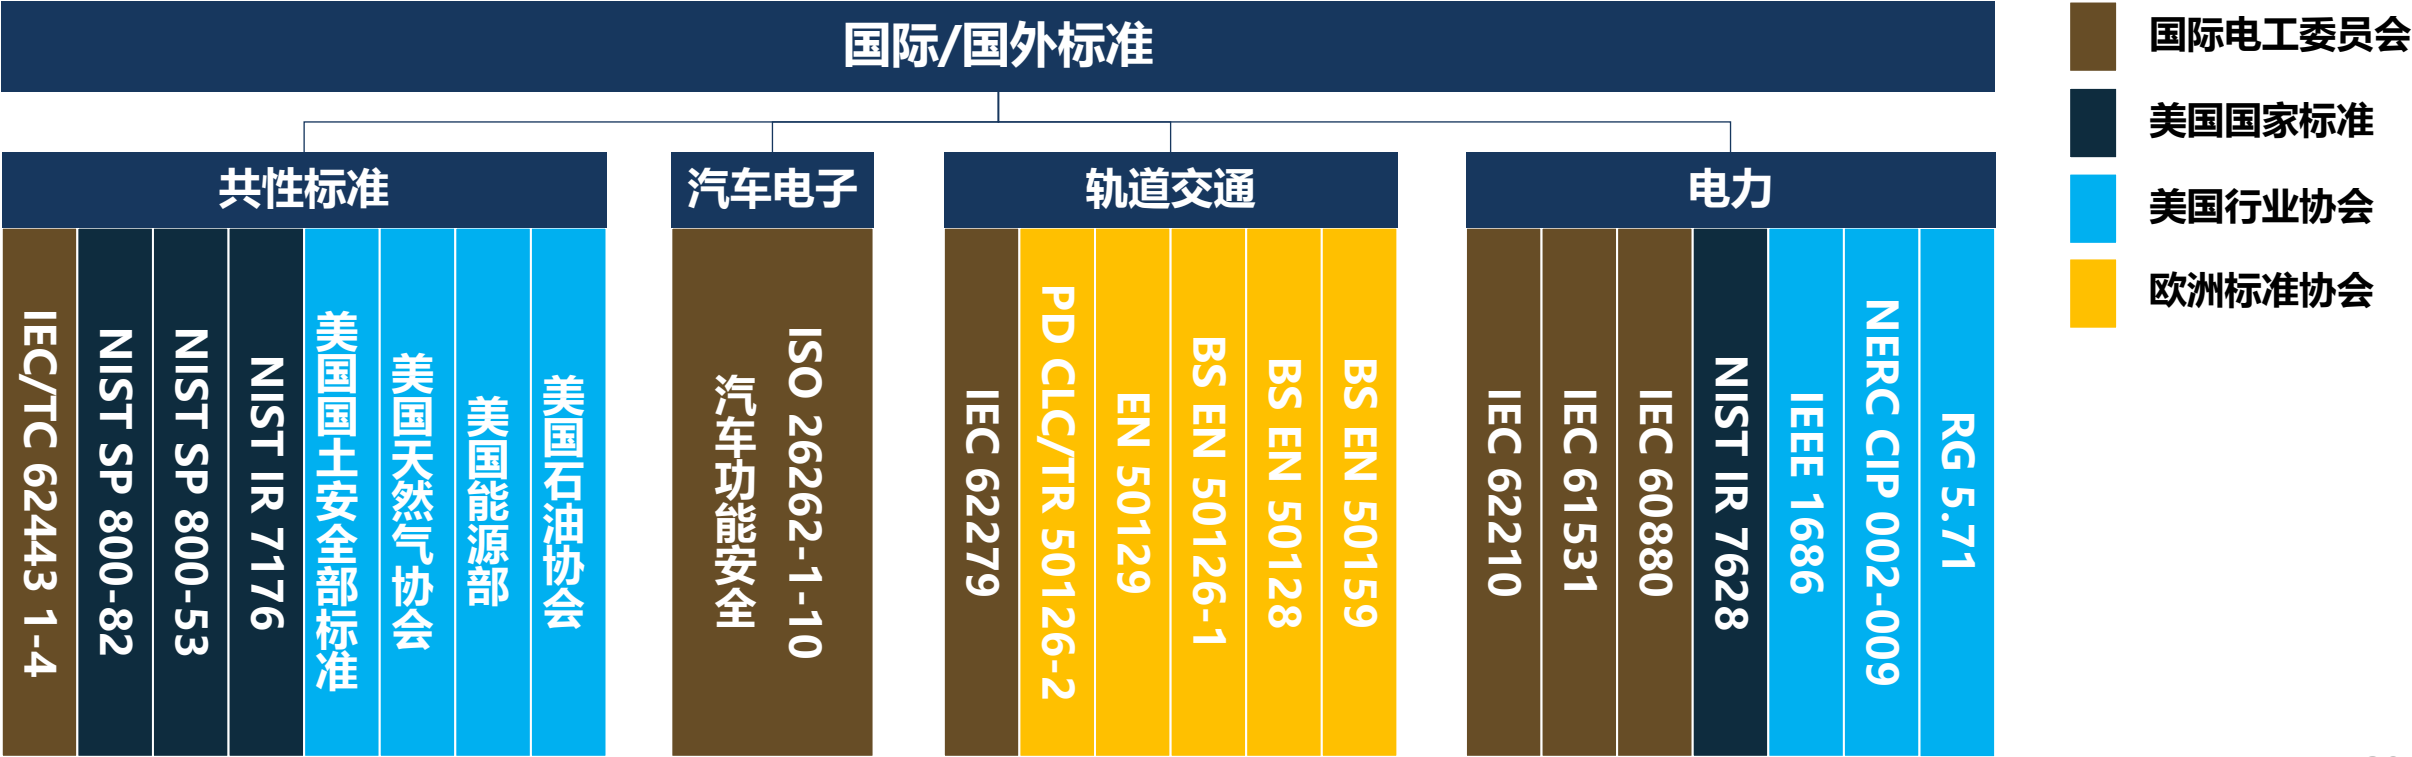 国际/国外标准
共性标准
IEC/TC 62443 1-4
NIST SP 800-82
NIST SP 800-53
NIST IR 7176
美国国土安全部标准
美国天然气协会
美国能源部
美国石油协会
汽车电子
ISO 26262-1-10
汽车功能安全
轨道交通
IEC 62279
PD CLC/TR 50126-2
EN 50129
BS EN 50126-1
BS EN 50128
BS EN 50159
电力
IEC 62210
IEC 61531
IEC 60880
NIST IR 7628
IEEE 1686
NERC CIP 002-009
RG 5.71
国际电工委员会
美国国家标准
美国行业协会
欧洲标准协会